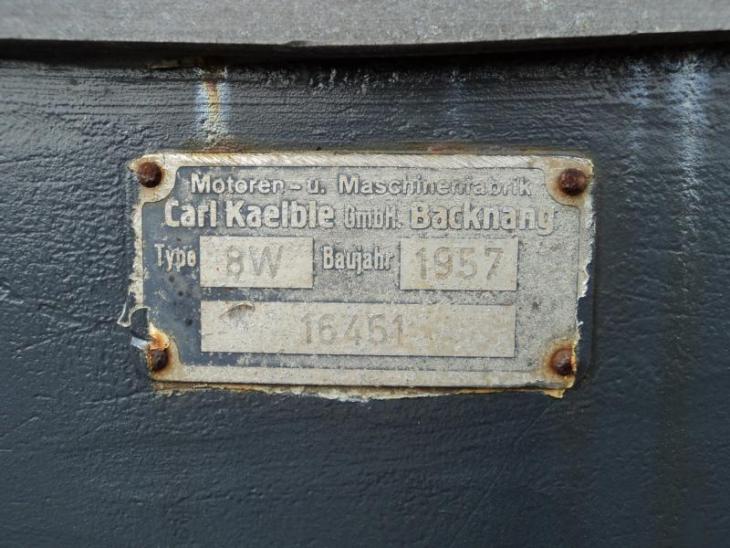 Motoren-u. Maschinenfabrik
Carl Kaelble GmbH. Backnang
Type 8W Baujahr 1957
16451